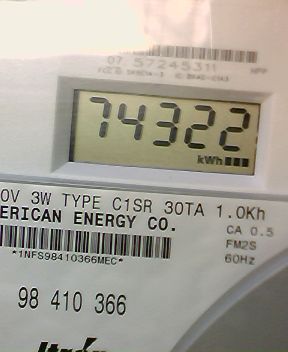 07 57245311
74322
kWh
0V 3W TYPE C1SR 30TA 1.0Kh
ERICAN ENERGY CO.
CA 0.5
FM2S
60Hz
*1NFS98410366MEC*
98 410 366
Itron